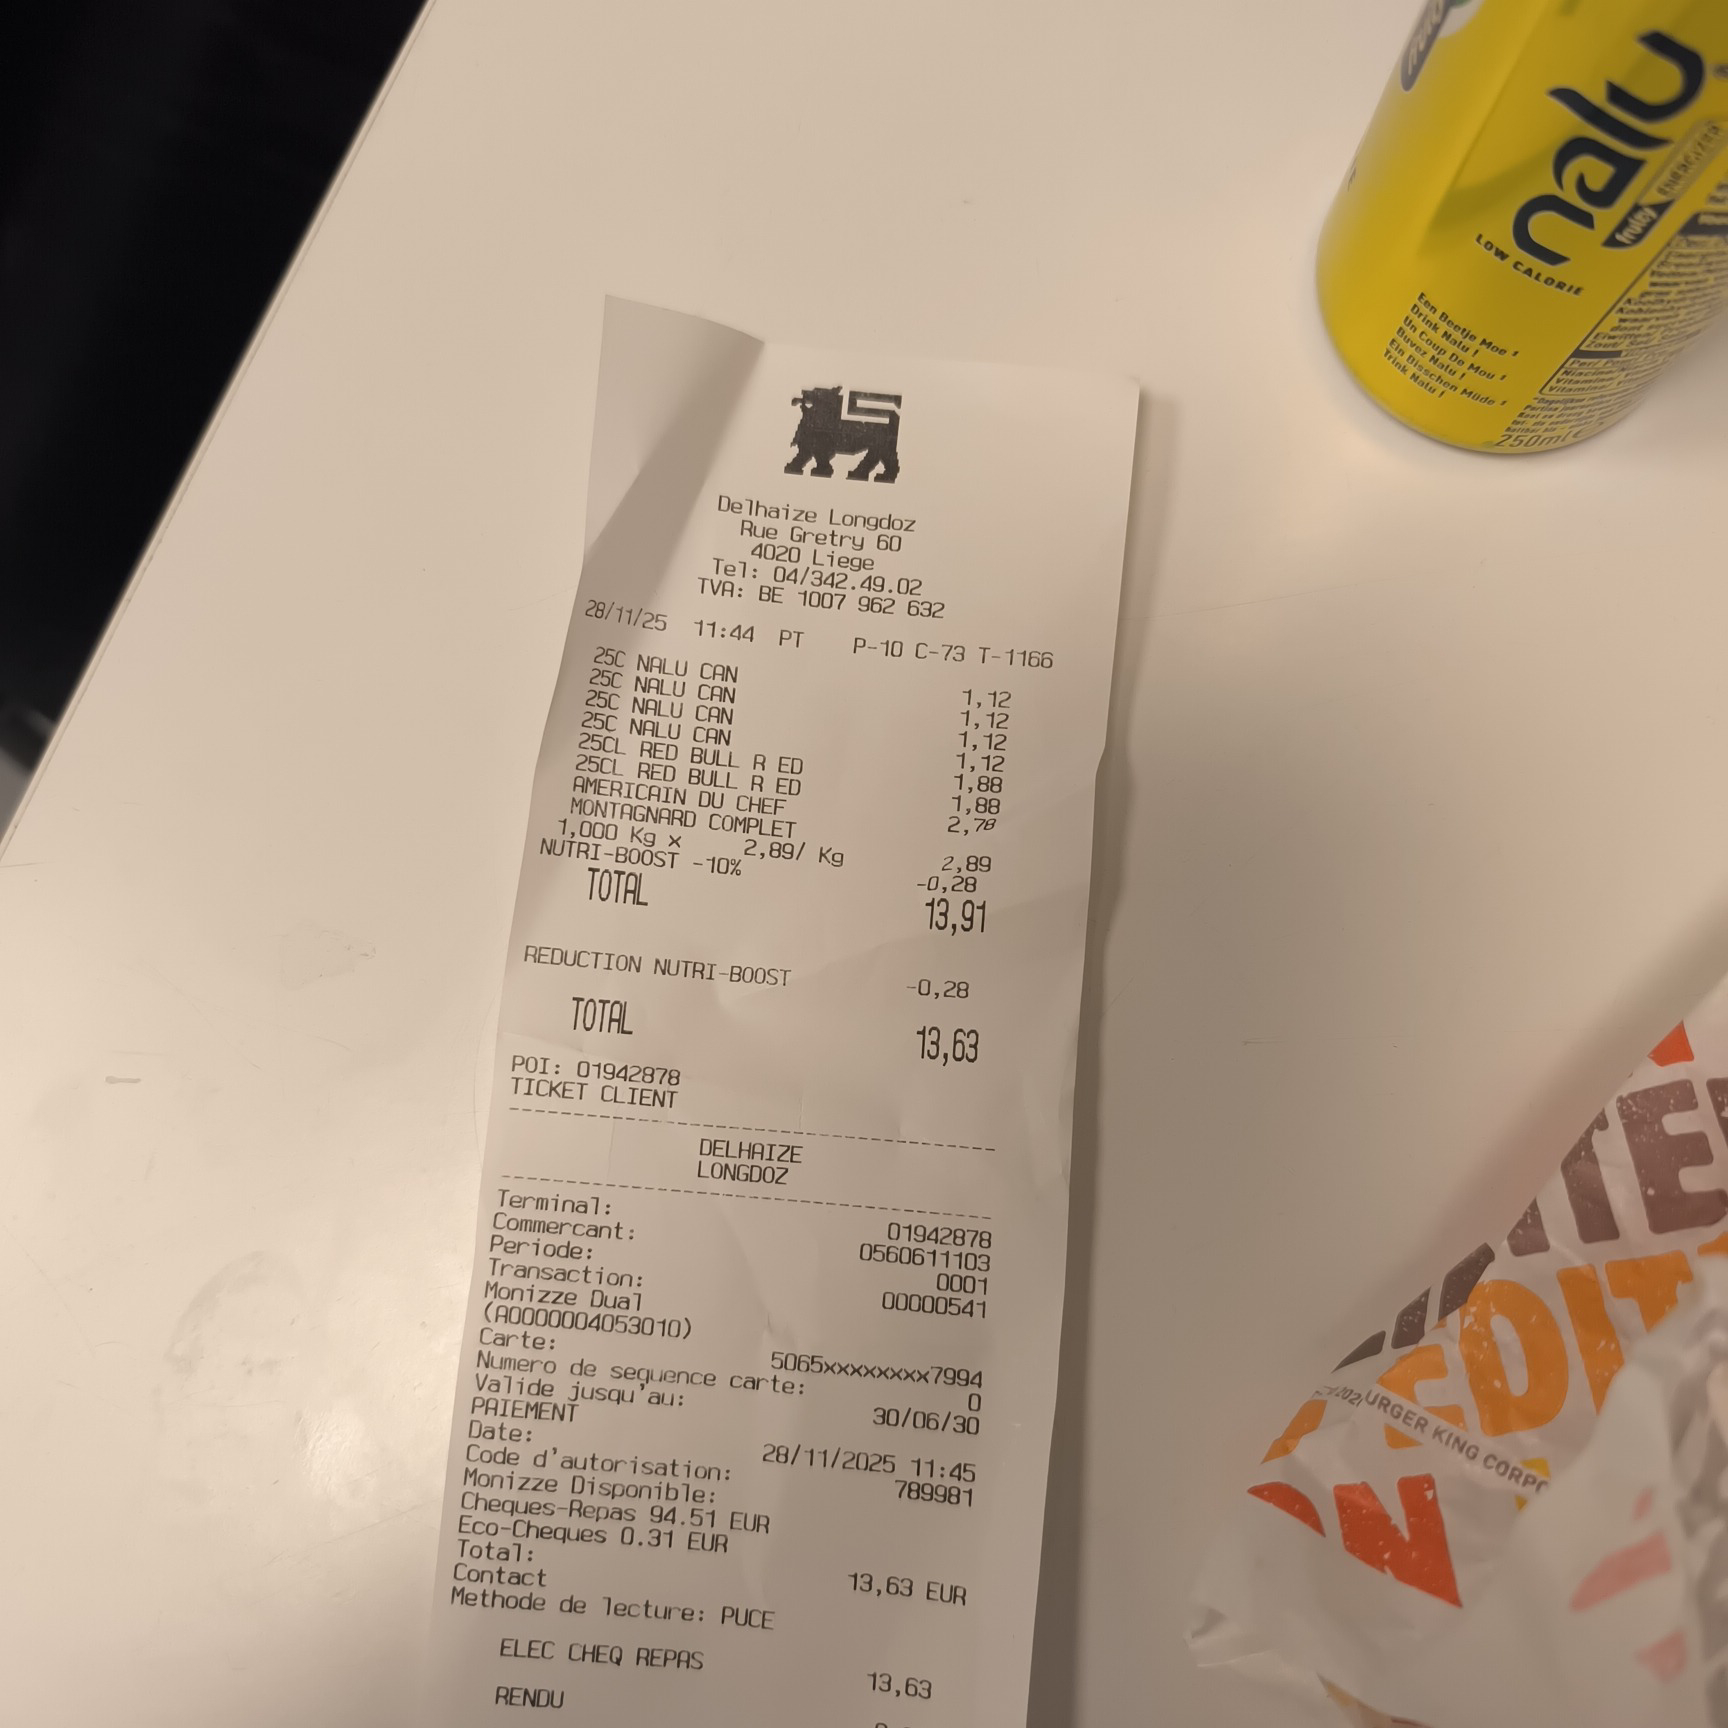 Delhaize Longdoz
Rue Gretry 60
4020 Liege
Tel: 04/342.49.02
TVA: BE 1007 962 632
28/11/25 11:44 PT P-10 C-73 T-1166
25C NALU CAN 1,12
25C NALU CAN 1,12
25C NALU CAN 1,12
25C NALU CAN 1,12
25CL RED BULL R ED 1,88
25CL RED BULL R ED 1,88
AMERICAIN DU CHEF 2,78
MONTAGNARD COMPLET
1,000 Kg x 2,89/ Kg 2,89
NUTRI-BOOST -10% -0,28
TOTAL 13,91
REDUCTION NUTRI-BOOST -0,28
TOTAL 13,63
POI: 01942878
TICKET CLIENT
DELHAIZE
LONGDOZ
Terminal: 01942878
Commercant: 0560611103
Periode: 0001
Transaction: 00000541
Monizze Dual
(A0000004053010)
Carte: 5065xxxxxxxx7994
Numero de sequence carte: 0
Valide jusqu'au: 30/06/30
PAIEMENT
Date: 28/11/2025 11:45
Code d'autorisation: 789981
Monizze Disponible:
Cheques-Repas 94.51 EUR
Eco-Cheques 0.31 EUR
Total: 13,63 EUR
Contact
Methode de lecture: PUCE
ELEC CHEQ REPAS 13,63
RENDU
nalu
fruity ENERGIZER
LOW CALORIE
Een Beetje Moe ?
Drink Nalu !
Un Coup De Mou ?
Buvez Nalu !
Ein Bisschen Müde ?
Trink Nalu !
250ml
URGER KING CORPO